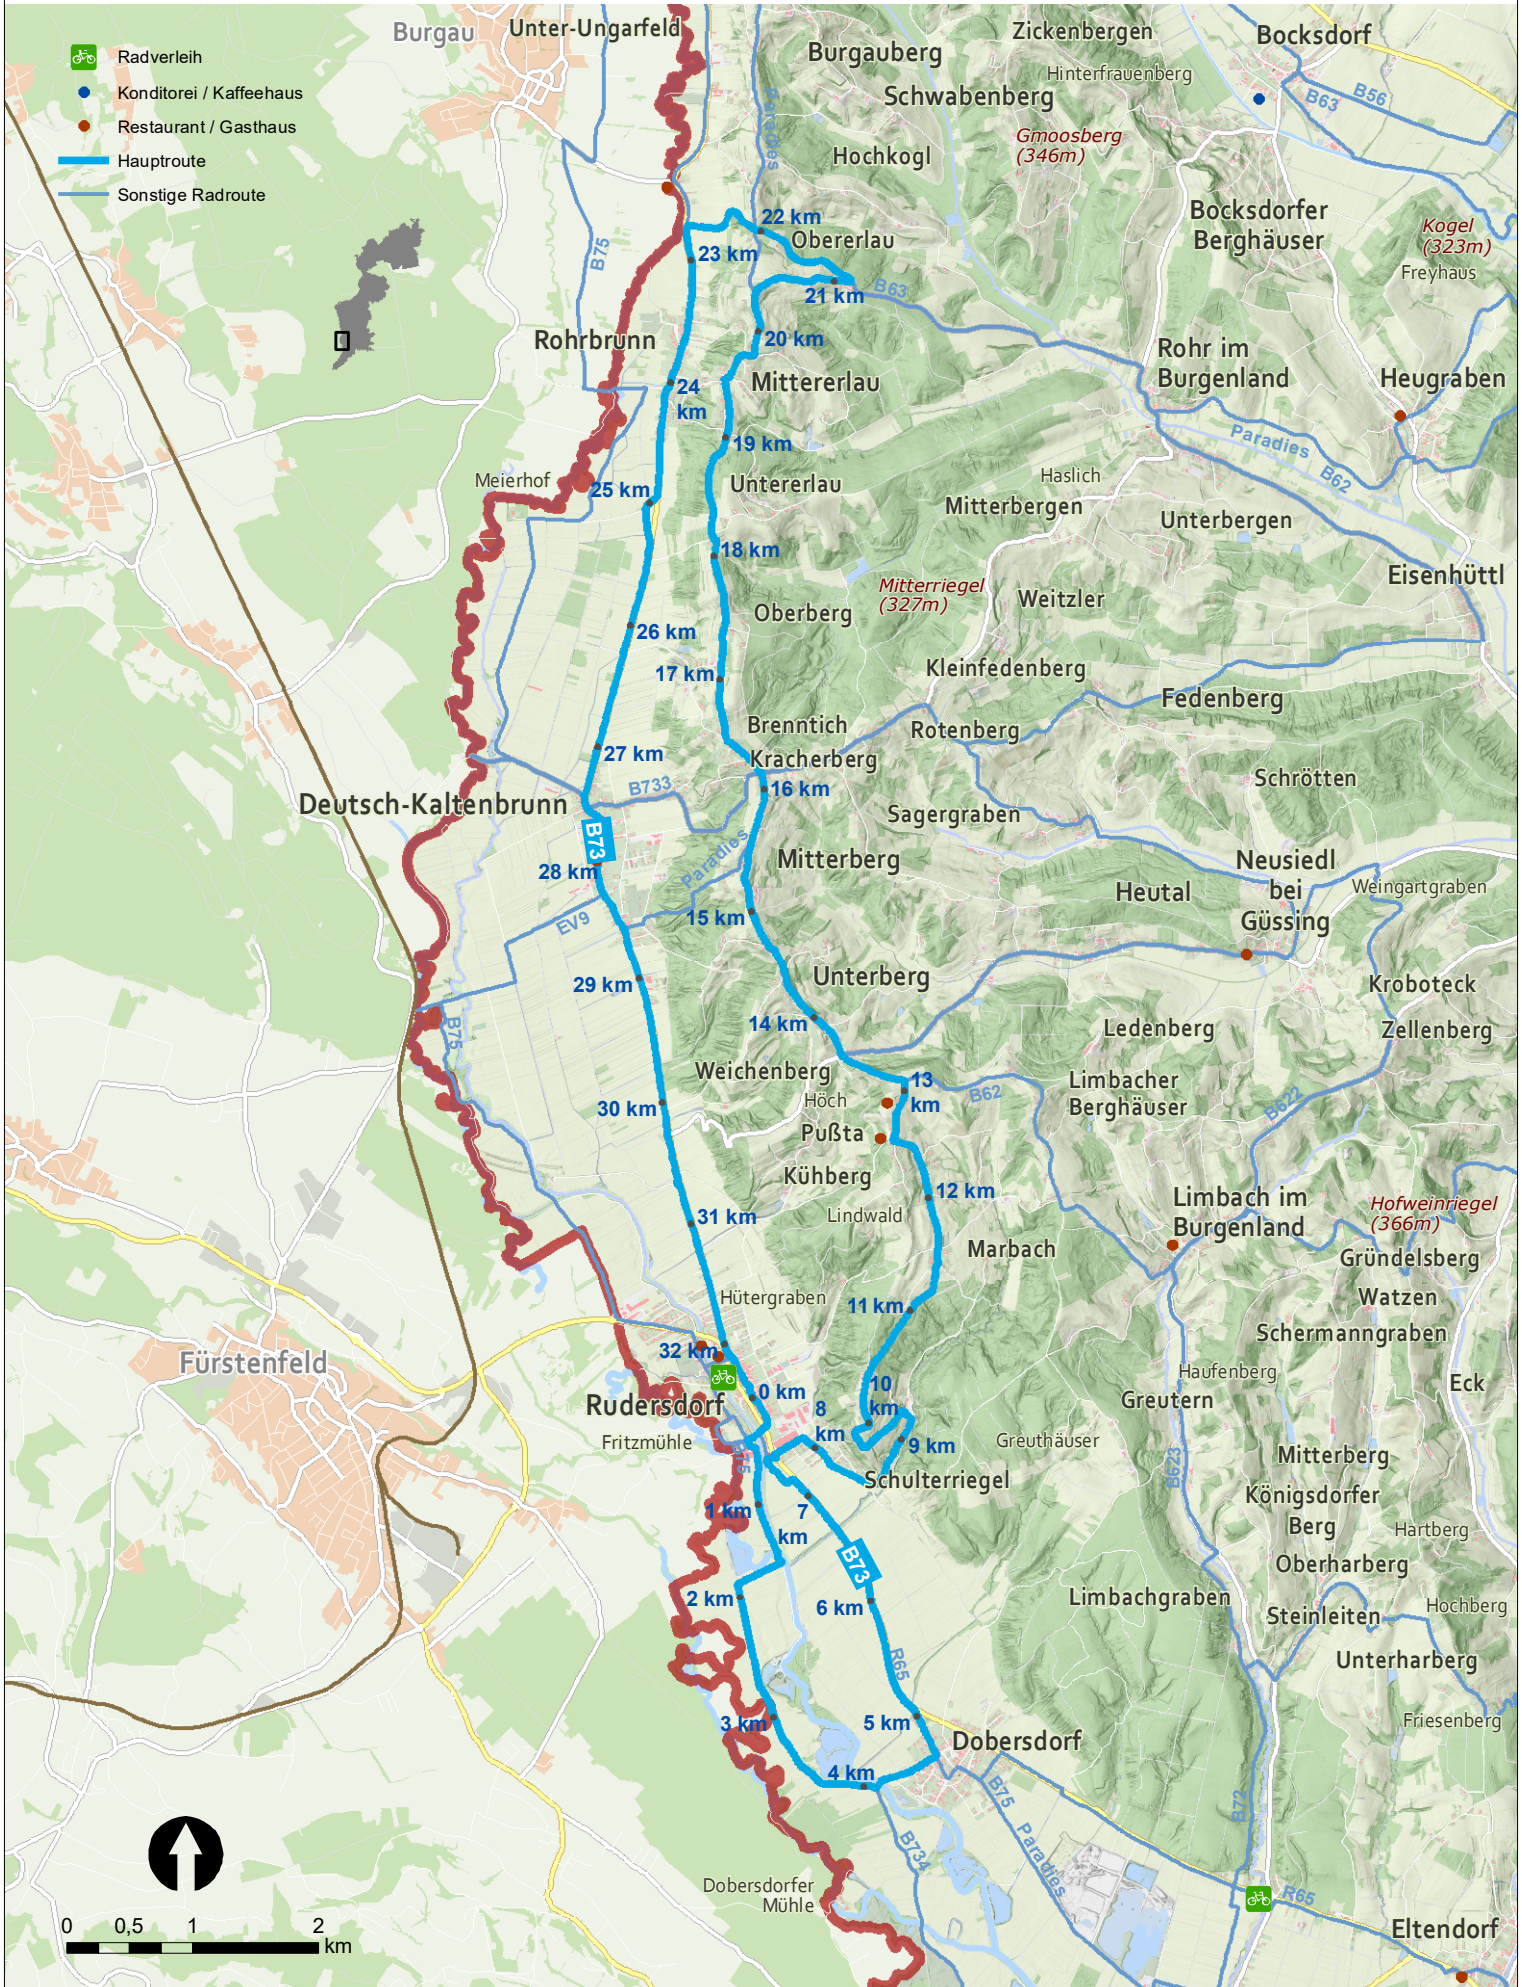 Burgau
Unter-Ungarfeld
Zickenbergen
Bocksdorf
Burgauberg
Radverleih
Hinterfrauenberg
Konditorei / Kaffeehaus
Schwabenberg
B63
B56
Paradies
Restaurant / Gasthaus
Gmoosberg
(346m)
Hochkogl
Hauptroute
Sonstige Radroute
22 km
Bocksdorfer
Berghäuser
Kogel
(323m)
B75
23 km
Obererlau
Freyhaus
21 km
B63
Rohrbrunn
20 km
Rohr im
Burgenland
Mittererlau
Heugraben
24
km
19 km
Paradies
B62
Meierhof
25 km
Untererlau
Haslich
Mitterbergen
Unterbergen
18 km
Eisenhüttl
Mitterriegel
(327m)
Oberberg
Weitzler
26 km
17 km
Kleinfedenberg
Fedenberg
Brenntich
Rotenberg
27 km
Kracherberg
Schrötten
B733
16 km
Deutsch-Kaltenbrunn
Sagergraben
B73
Paradies
Mitterberg
Neusiedl
bei
Güssing
28 km
Heutal
Weingartgraben
EV9
15 km
29 km
Unterberg
Kroboteck
B75
14 km
Ledenberg
Zellenberg
Weichenberg
13
km
Limbacher
Berghäuser
30 km
Höch
B62
B622
Pußta
Kühberg
12 km
Limbach im
Burgenland
Hofweinriegel
(366m)
31 km
Lindwald
Marbach
Gründelsberg
Hütergraben
11 km
Watzen
Schermanngraben
32 km
Fürstenfeld
Haufenberg
Eck
Rudersdorf
0 km
10
km
Greutern
8
km
Fritzmühle
9 km
Greuthäuser
Mitterberg
B75
Schulterriegel
B623
Königsdorfer
Berg
1 km
7
km
Hartberg
B73
Oberharberg
2 km
6 km
Limbachgraben
Steinleiten
Hochberg
R65
Unterharberg
3 km
5 km
Friesenberg
Dobersdorf
4 km
B75
B72
B734
Paradies
Dobersdorfer
Mühle
R65
0 0,5 1 2
km
Eltendorf